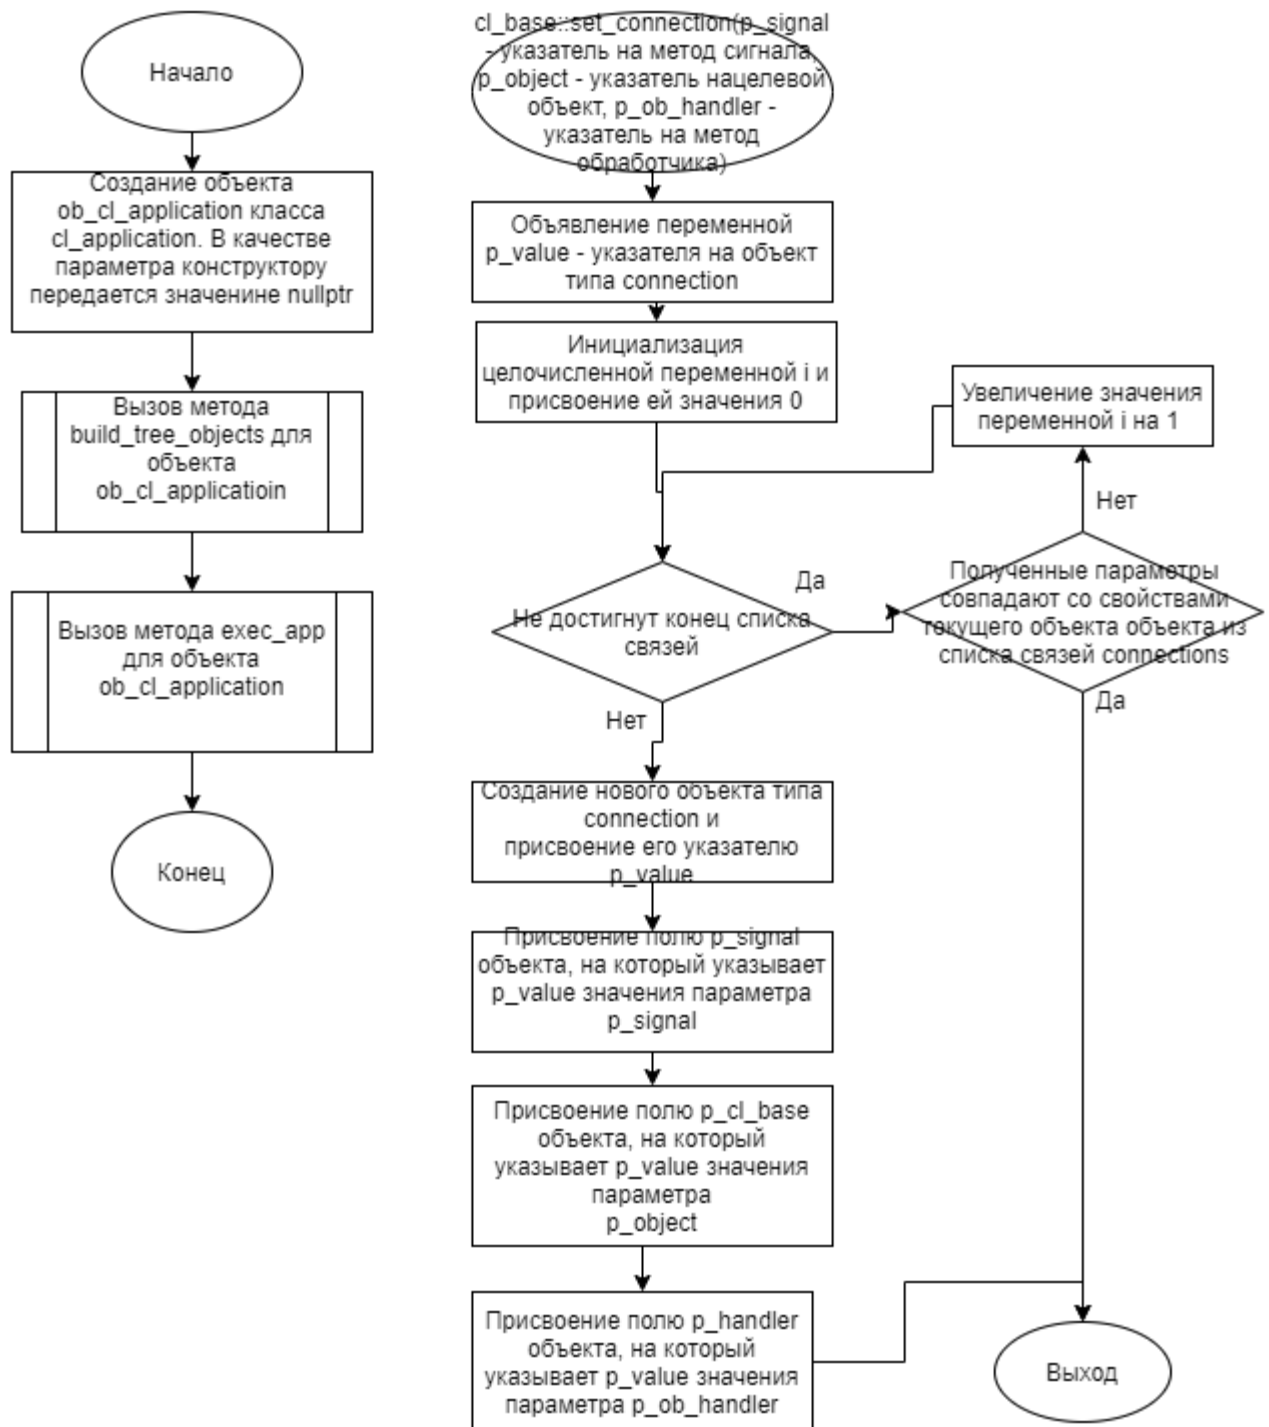 Начало
Создание объекта
ob_cl_application класса
cl_application. В качестве
параметра конструктору
передается значенине nullptr
Вызов метода
build_tree_objects для
объекта
ob_cl_applicatioin
Вызов метода exec_app
для объекта
ob_cl_application
Конец
cl_base::set_connection(p_signal
- указатель на метод сигнала,
p_object - указатель нацелевой
объект, p_ob_handler -
указатель на метод
обработчика)
Объявление переменной
p_value - указателя на объект
типа connection
Инициализация
целочисленной переменной i и
присвоение ей значения 0
Увеличение значения
переменной i на 1
Нет
Не достигнут конец списка
связей
Да
Полученные параметры
совпадают со свойствами
текущего объекта объекта из
списка связей connections
Да
Нет
Создание нового объекта типа
connection и
присвоение его указателю
p_value
Присвоение полю p_signal
объекта, на который указывает
p_value значения параметра
p_signal
Присвоение полю p_cl_base
объекта, на который
указывает p_value значения
параметра
p_object
Присвоение полю p_handler
объекта, на который
указывает p_value значения
параметра p_ob_handler
Выход